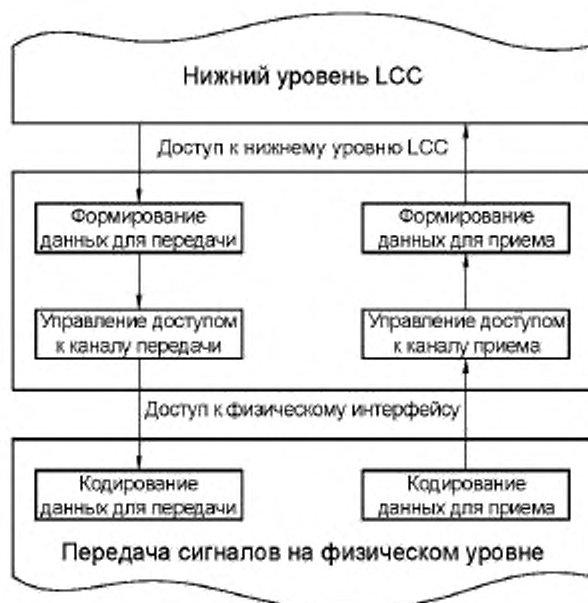 Нижний уровень LCC
Доступ к нижнему уровню LCC
Формирование
данных для передачи
Формирование
данных для приема
Управление доступом
к каналу передачи
Управление доступом
к каналу приема
Доступ к физическому интерфейсу
Кодирование
данных для передачи
Кодирование
данных для приема
Передача сигналов на физическом уровне